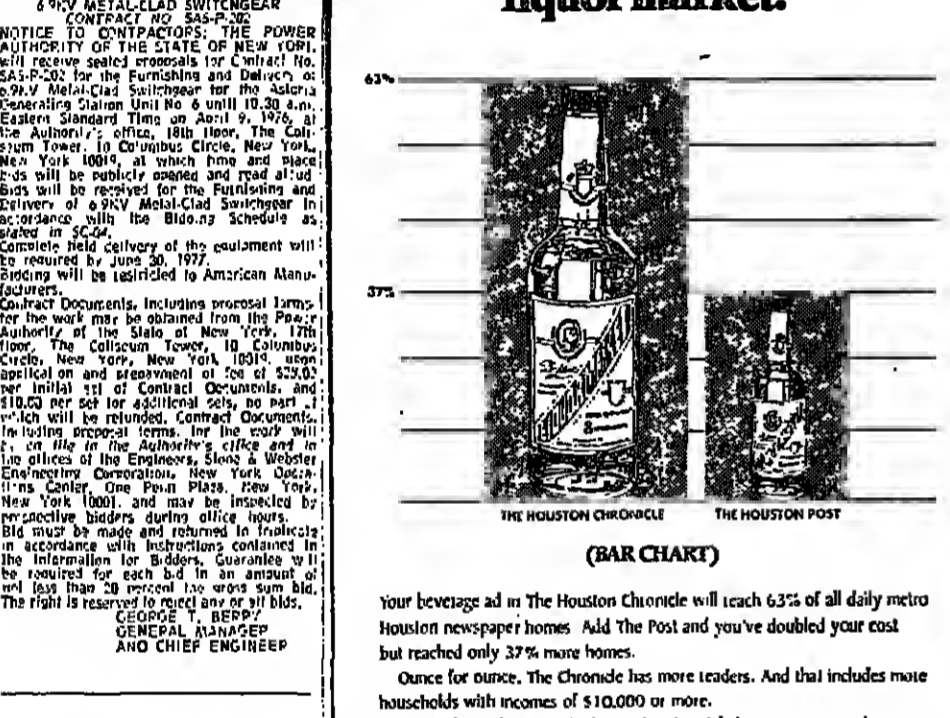 6.9KV METAL-CLAD SWITCHGEAR
CONTRACT NO SAS-P-202
NOTICE TO CONTRACTORS: THE POWER
AUTHORITY OF THE STATE OF NEW YORK,
will receive sealed proposals for Contract No.
SAS-P-202 for the Furnishing and Delivery of
6.9KV Metal-Clad Switchgear for the Astoria
Generating Station Unit No 6 until 10.30 a.m.,
Eastern Standard Time on April 9, 1976, at
the Authority's office, 18th floor, The Coli-
seum Tower, 10 Columbus Circle, New York,
New York 10019, at which time and place
bids will be publicly opened and read aloud
Bids will be received for the Furnishing and
Delivery of 6.9KV Metal-Clad Switchgear in
accordance with the Bidding Schedule as
stated in SC-04.
Complete field delivery of the equipment will
be required by June 30, 1977.
Bidding will be restricted to American Manu-
facturers.
Contract Documents, including proposal forms
for the work may be obtained from the Power
Authority of the State of New York, 17th
floor, The Coliseum Tower, 10 Columbus
Circle, New York, New York 10019, upon
application and prepayment of fee of
per initial set of Contract Documents, and
$10.00 per set for additional sets, no part of
which will be refunded. Contract Documents,
including proposal terms, for the work will
be on file in the Authority's office and in
the offices of the Engineers, Stone & Webster
Engineering Corporation, New York Opera-
tions Center, One Penn Plaza, New York,
New York 10001, and may be inspected by
prospective bidders during office hours.
Bid must be made and returned in triplicate
in accordance with Instructions contained in
the Information for Bidders. Guarantee will
be required for each bid in an amount of
not less than 20 percent the gross sum bid.
The right is reserved to reject any or all bids.
GEORGE T. BERRY
GENERAL MANAGER
AND CHIEF ENGINEER
liquor market.
63%
37%
THE HOUSTON CHRONICLE THE HOUSTON POST
(BAR CHART)
Your beverage ad in The Houston Chronicle will reach 63% of all daily metro
Houston newspaper homes Add The Post and you've doubled your cost
but reached only 37% more homes.
Ounce for ounce, The Chronicle has more readers. And that includes more
households with incomes of $10,000 or more.